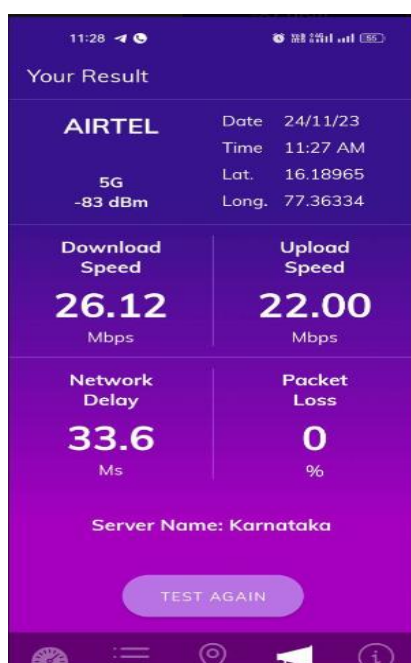 11:28
55
Your Result
AIRTEL
5G
-83 dBm
Date 24/11/23
Time 11:27 AM
Lat. 16.18965
Long. 77.36334
Download
Speed
26.12
Mbps
Upload
Speed
22.00
Mbps
Network
Delay
33.6
Ms
Packet
Loss
0
%
Server Name: Karnataka
TEST AGAIN